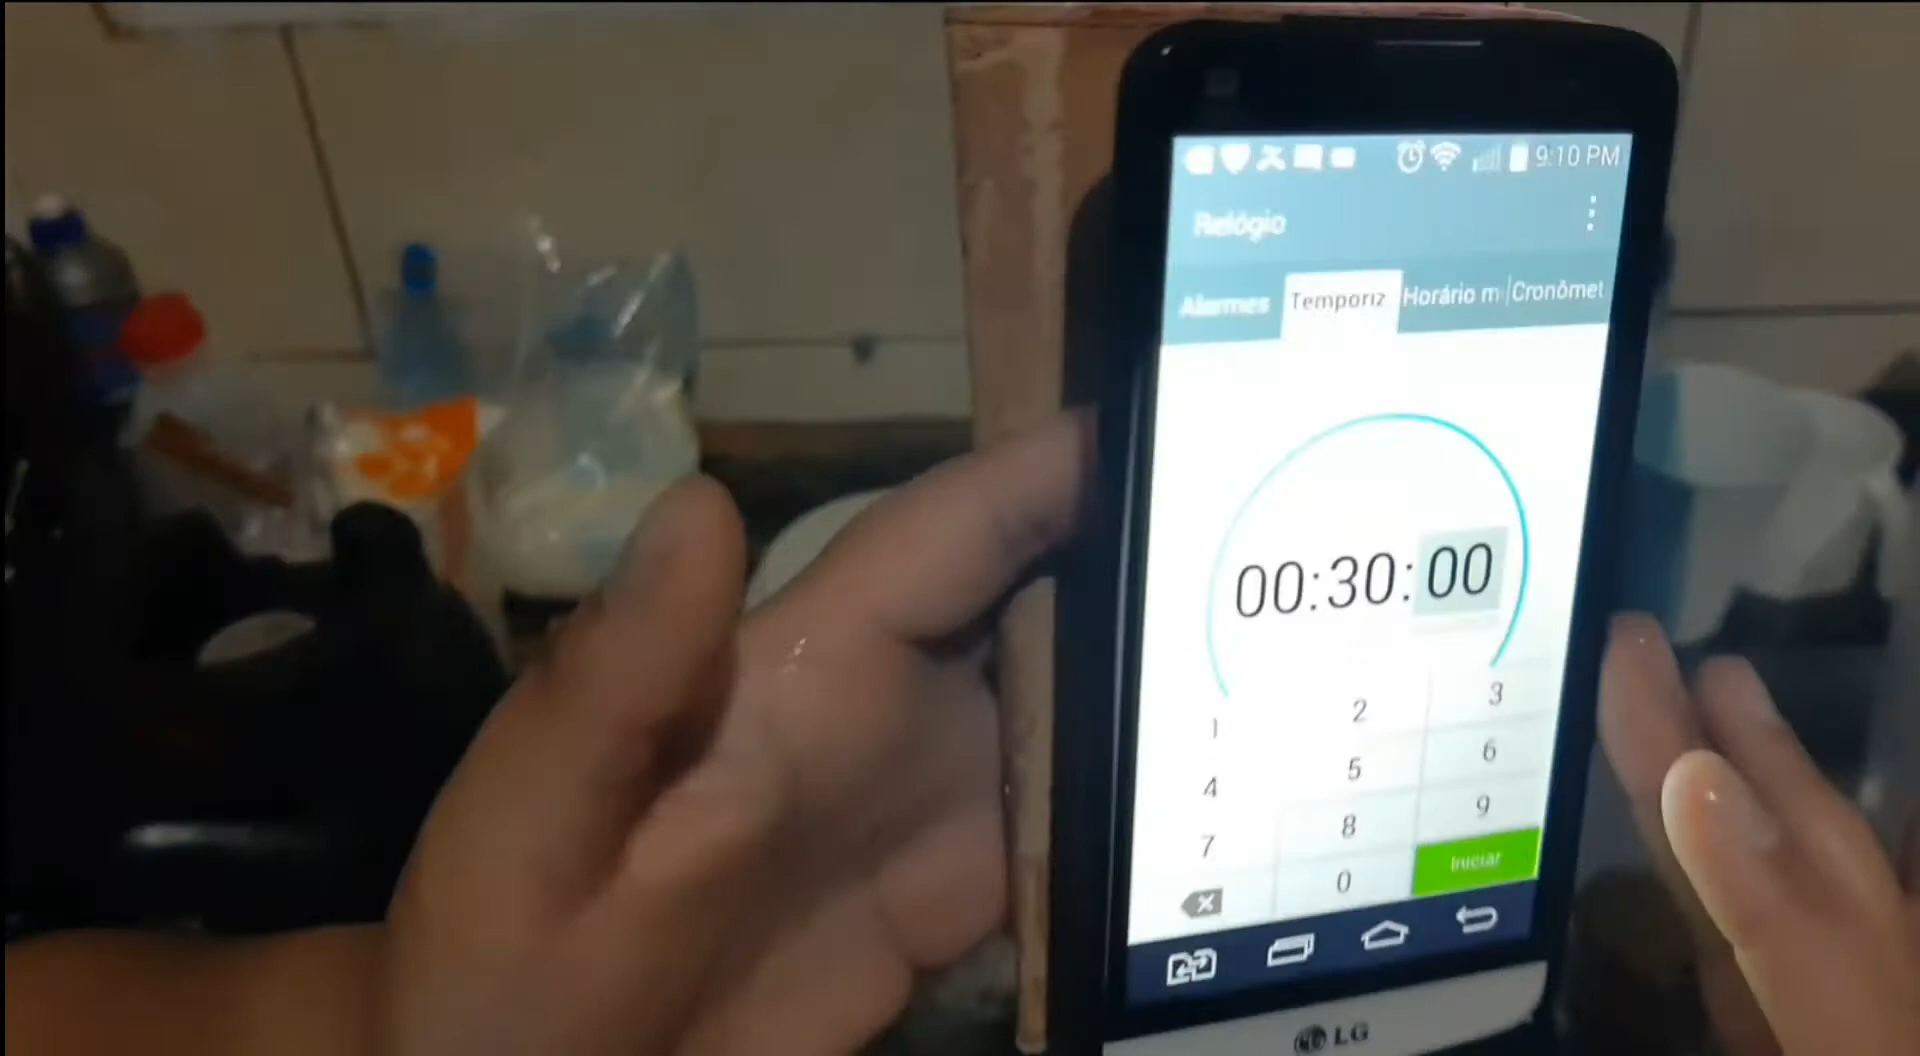 9:10 PM
Relógio
Alarmes Temporiz Horário m Cronômet
00:30:00
1 2 3
4 5 6
7 8 9
0 Iniciar
LG